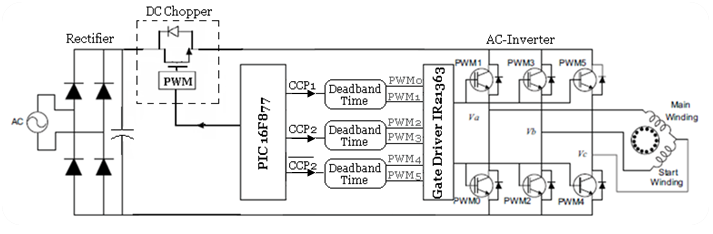 DC Chopper
Rectifier
AC-Inverter
PWM
AC
PIC 16F877
CCP1
CCP2
CCP2
Deadband
Time
Deadband
Time
Deadband
Time
PWM0
PWM1
PWM2
PWM3
PWM4
PWM5
Gate Driver IR21363
PWM1
PWM3
PWM5
Va
Vb
Vc
PWM0
PWM2
PWM4
Main
Winding
Start
Winding